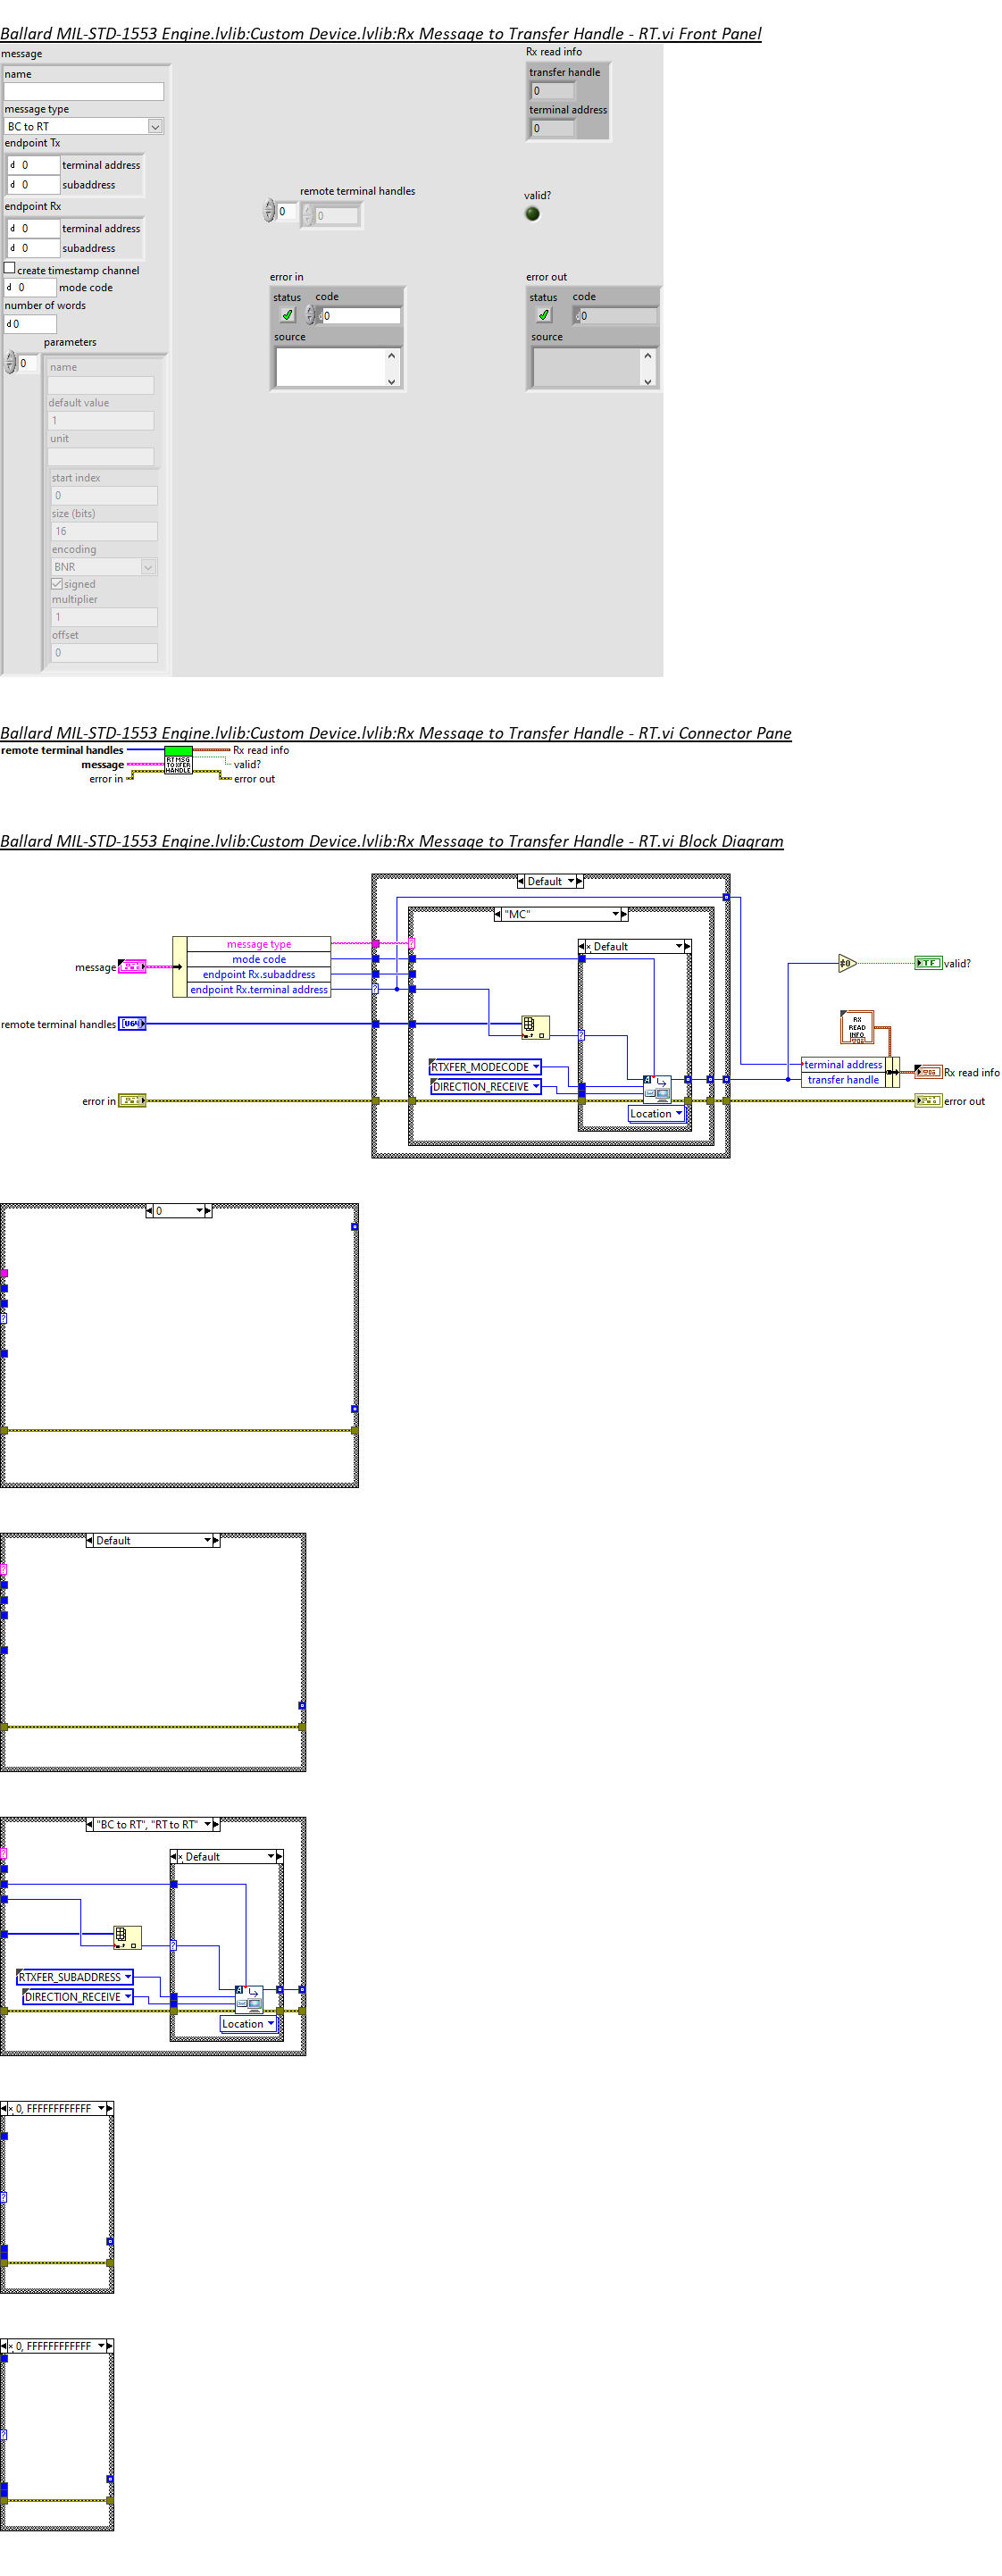 Ballard MIL-STD-1553 Engine.lvlib:Custom Device.lvlib:Rx Message to Transfer Handle - RT.vi Front Panel
message
name
message type
BC to RT
endpoint Tx
d 0 terminal address
d 0 subaddress
endpoint Rx
d 0 terminal address
d 0 subaddress
create timestamp channel
d 0 mode code
number of words
d 0
parameters
0
name
default value
1
unit
start index
0
size (bits)
16
encoding
BNR
signed
multiplier
1
offset
0
remote terminal handles
0
0
error in
status code
d 0
source
Rx read info
transfer handle
0
terminal address
0
valid?
error out
status code
d 0
source
Ballard MIL-STD-1553 Engine.lvlib:Custom Device.lvlib:Rx Message to Transfer Handle - RT.vi Connector Pane
remote terminal handles
message
error in
RT MSG
TO XFER
HANDLE
Rx read info
valid?
error out
Ballard MIL-STD-1553 Engine.lvlib:Custom Device.lvlib:Rx Message to Transfer Handle - RT.vi Block Diagram
Default
"MC"
x Default
message
message type
mode code
endpoint Rx.subaddress
endpoint Rx.terminal address
remote terminal handles
[U64]
RTXFER_MODECODE
DIRECTION_RECEIVE
Location
error in
≠0
TF
valid?
RX
READ
INFO
terminal address
transfer handle
Rx read info
error out
0
Default
"BC to RT", "RT to RT"
x Default
RTXFER_SUBADDRESS
DIRECTION_RECEIVE
Location
x 0, FFFFFFFFFFFF
x 0, FFFFFFFFFFFF